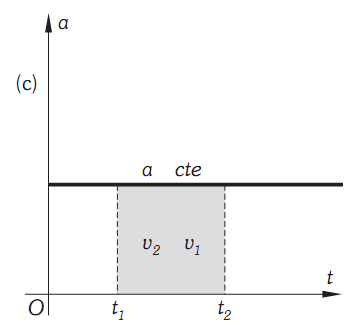 a
(c)
a cte
v₂ v₁
t
O t₁ t₂